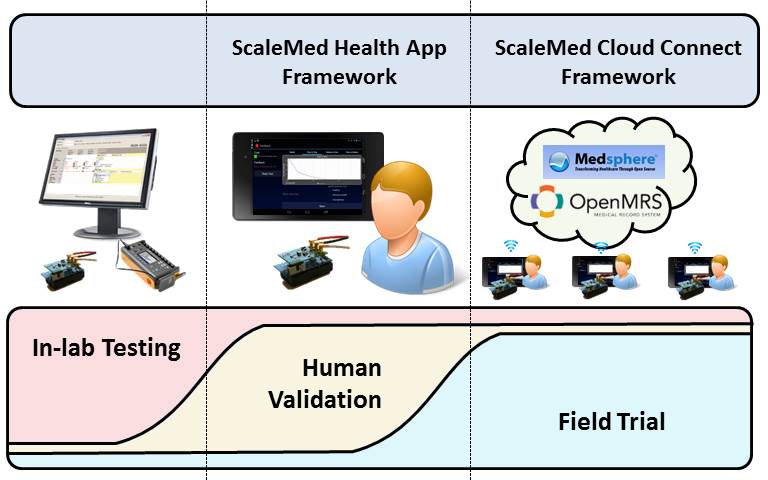 ScaleMed Health App
Framework
ScaleMed Cloud Connect
Framework
Medsphere®
Transforming Healthcare Through Open Source
OpenMRS
MEDICAL RECORD SYSTEM
In-lab Testing
Human
Validation
Field Trial